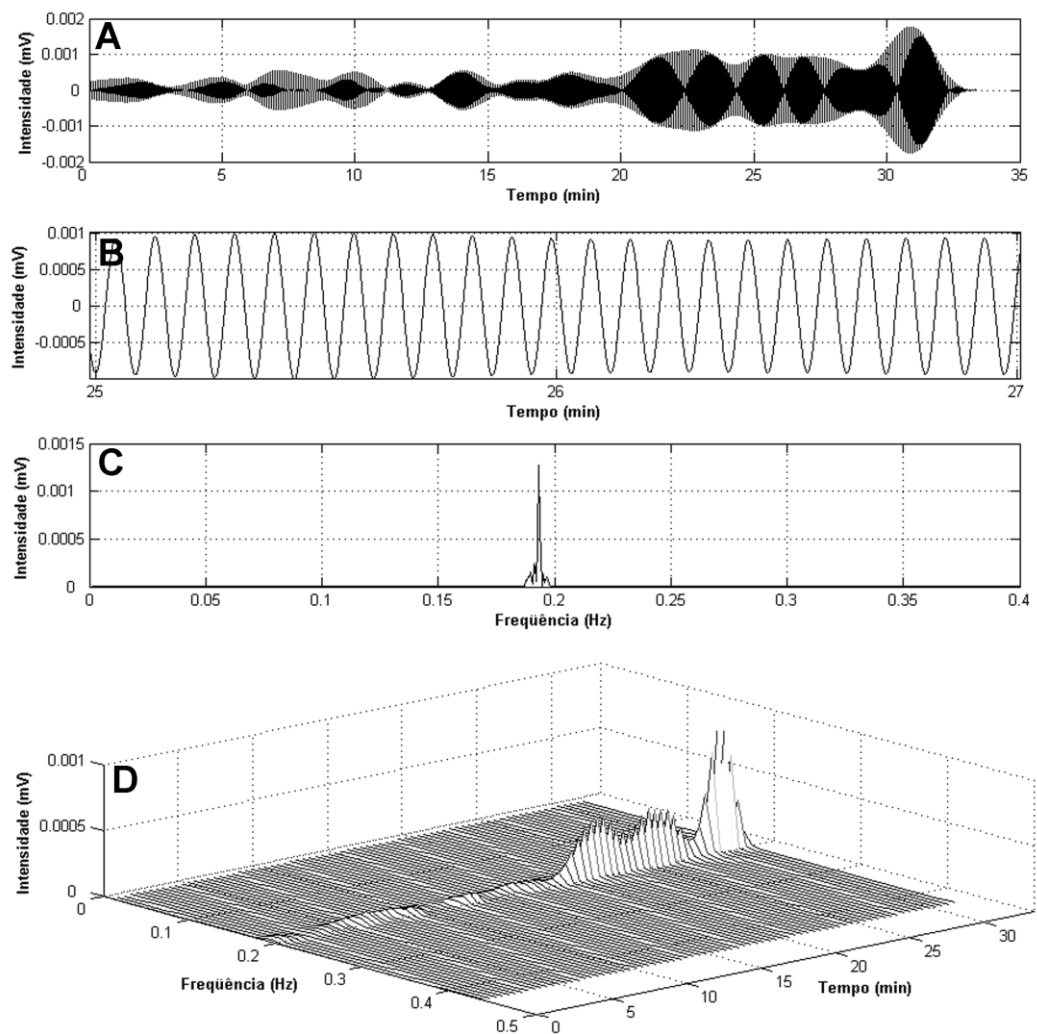 A
Intensidade (mV)
0.002
0.001
0
-0.001
-0.002
0 5 10 15 20 25 30 35
Tempo (min)
B
Intensidade (mV)
0.001
0.0005
0
-0.0005
25 26 27
Tempo (min)
C
Intensidade (mV)
0.0015
0.001
0.0005
0
0 0.05 0.1 0.15 0.2 0.25 0.3 0.35 0.4
Freqüência (Hz)
D
Intensidade (mV)
0.001
0.0005
0
0 0.1 0.2 0.3 0.4 0.5
Freqüência (Hz)
0 5 10 15 20 25 30
Tempo (min)